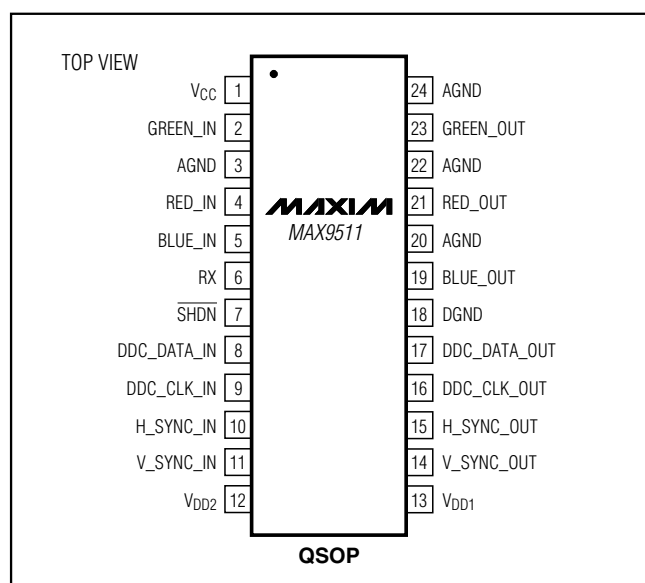 TOP VIEW
VCC 1
GREEN_IN 2
AGND 3
RED_IN 4
BLUE_IN 5
RX 6
SHDN 7
DDC_DATA_IN 8
DDC_CLK_IN 9
H_SYNC_IN 10
V_SYNC_IN 11
VDD2 12
MAXIM
MAX9511
24 AGND
23 GREEN_OUT
22 AGND
21 RED_OUT
20 AGND
19 BLUE_OUT
18 DGND
17 DDC_DATA_OUT
16 DDC_CLK_OUT
15 H_SYNC_OUT
14 V_SYNC_OUT
13 VDD1
QSOP